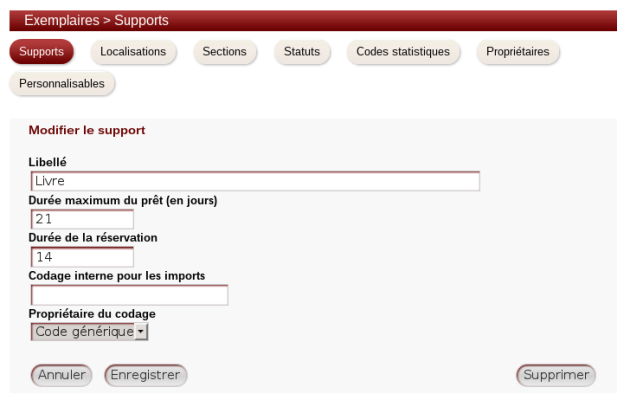 Exemplaires > Supports
Supports Localisations Sections Statuts Codes statistiques Propriétaires
Personnalisables
Modifier le support
Libellé
Livre
Durée maximum du prêt (en jours)
21
Durée de la réservation
14
Codage interne pour les imports
Propriétaire du codage
Code générique
Annuler Enregistrer Supprimer